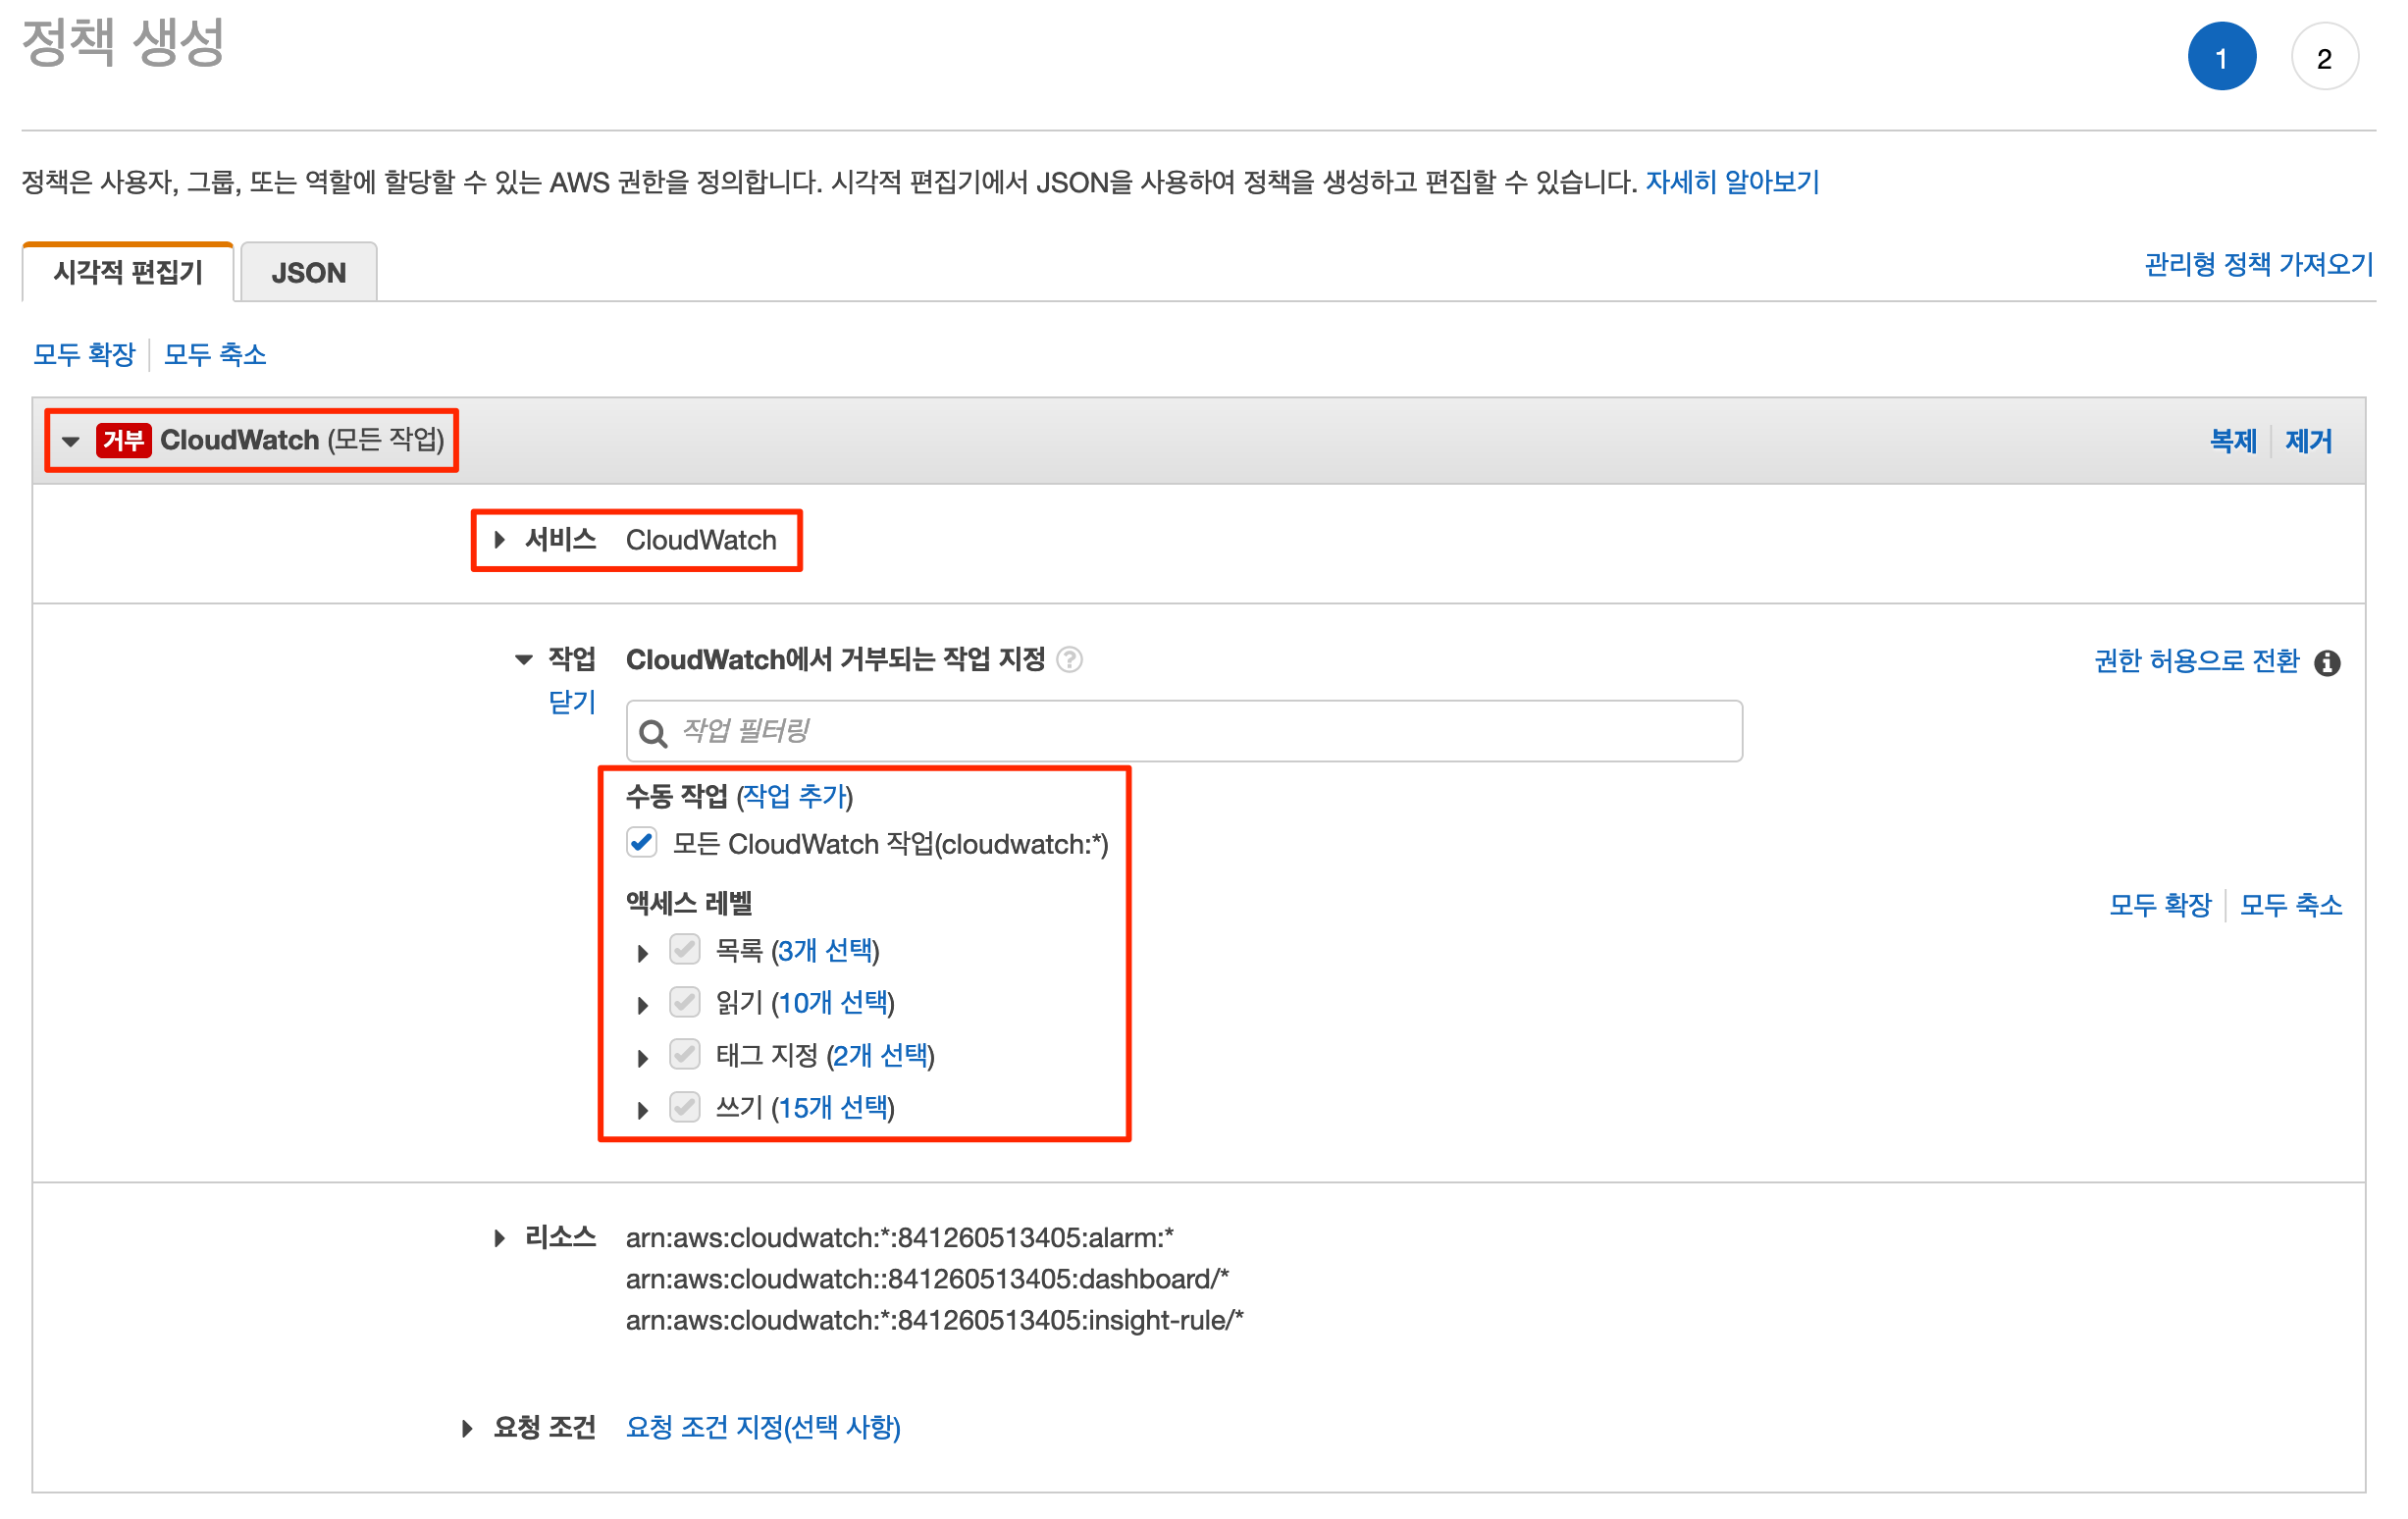 정책 생성
1 2
정책은 사용자, 그룹, 또는 역할에 할당할 수 있는 AWS 권한을 정의합니다. 시각적 편집기에서 JSON을 사용하여 정책을 생성하고 편집할 수 있습니다. 자세히 알아보기
시각적 편집기 JSON 관리형 정책 가져오기
모두 확장 모두 축소
거부 CloudWatch (모든 작업) 복제 제거
서비스 CloudWatch
작업 CloudWatch에서 거부되는 작업 지정 ? 권한 허용으로 전환 i
닫기
작업 필터링
수동 작업 (작업 추가)
모든 CloudWatch 작업(cloudwatch:*)
액세스 레벨 모두 확장 모두 축소
목록 (3개 선택)
읽기 (10개 선택)
태그 지정 (2개 선택)
쓰기 (15개 선택)
리소스 arn:aws:cloudwatch:*:841260513405:alarm:*
arn:aws:cloudwatch::841260513405:dashboard/*
arn:aws:cloudwatch:*:841260513405:insight-rule/*
요청 조건 요청 조건 지정(선택 사항)